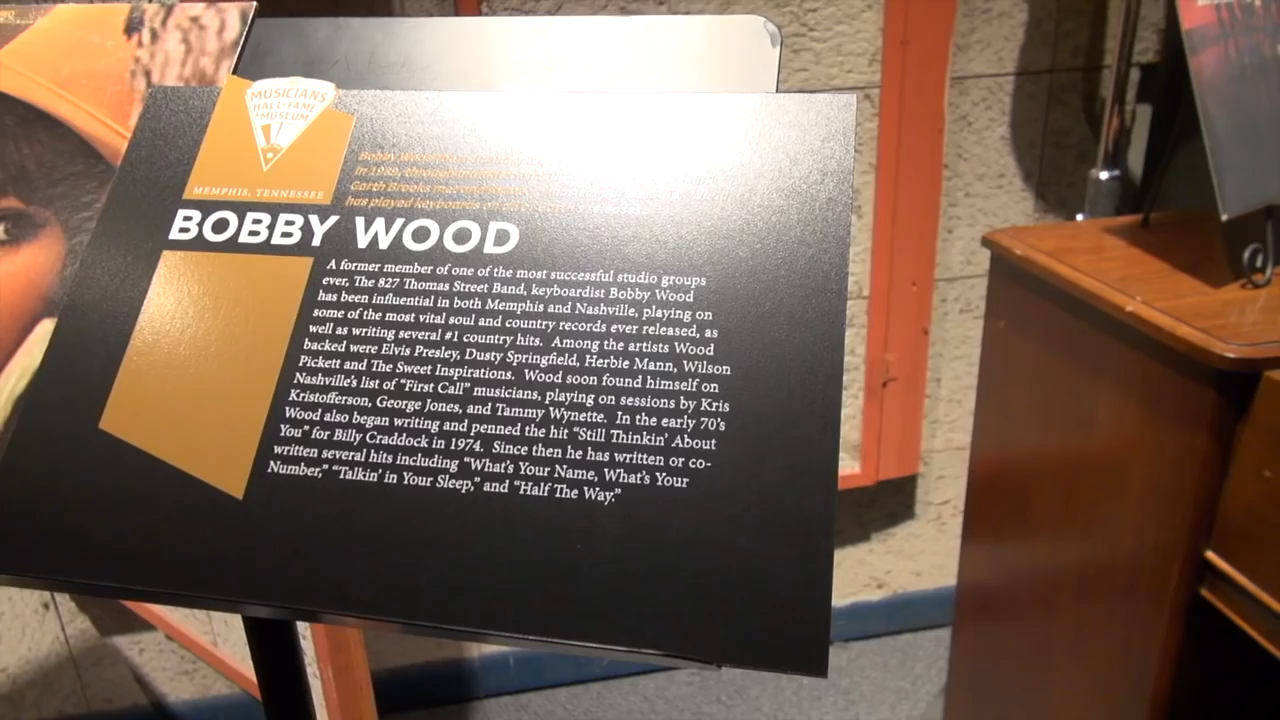 MUSICIANS
HALL OF FAME
& MUSEUM
MEMPHIS, TENNESSEE
Bobby
in 1989, through
Garth Brooks
has played keyboards on
BOBBY WOOD
A former member of one of the most successful studio groups
ever, The 827 Thomas Street Band, keyboardist Bobby Wood
has been influential in both Memphis and Nashville, playing on
some of the most vital soul and country records ever released, as
well as writing several #1 country hits. Among the artists Wood
backed were Elvis Presley, Dusty Springfield, Herbie Mann, Wilson
Pickett and The Sweet Inspirations. Wood soon found himself on
Nashville's list of “First Call” musicians, playing on sessions by Kris
Kristofferson, George Jones, and Tammy Wynette. In the early 70's
Wood also began writing and penned the hit “Still Thinkin' About
You” for Billy Craddock in 1974. Since then he has written or co-
written several hits including “What's Your Name, What's Your
Number,” “Talkin' in Your Sleep,” and “Half The Way.”